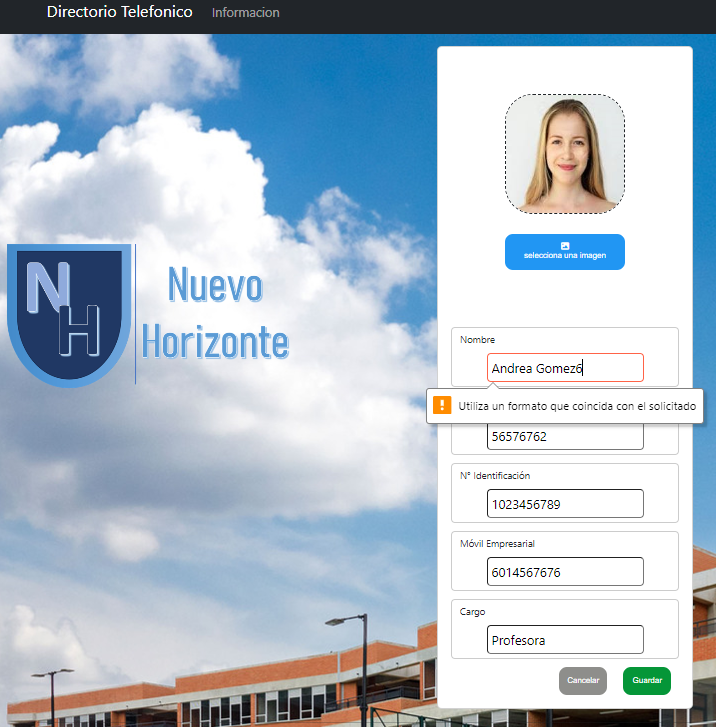 Directorio Telefonico Informacion
NH
Nuevo
Horizonte
selecciona una imagen
Nombre
Andrea Gomez6
! Utiliza un formato que coincida con el solicitado
56576762
N° Identificación
1023456789
Móvil Empresarial
6014567676
Cargo
Profesora
Cancelar Guardar